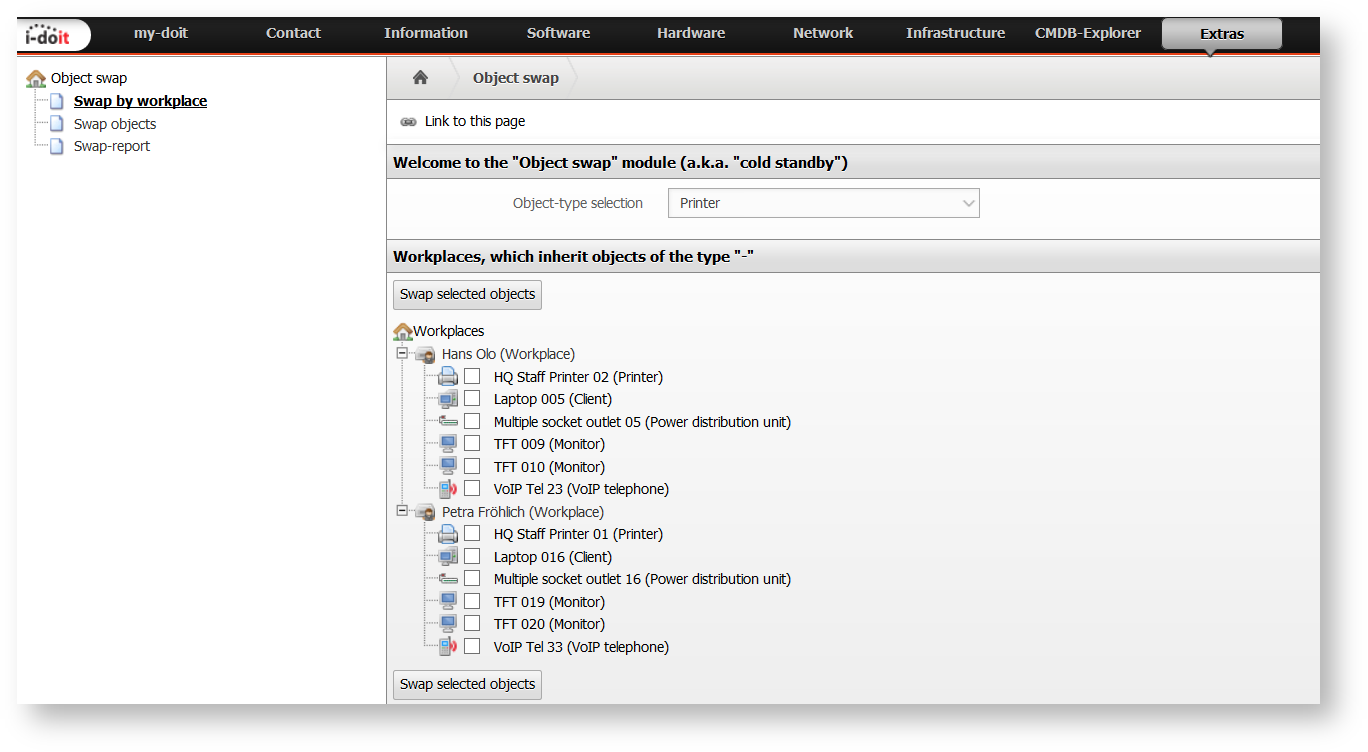 i-doit
my-doit Contact Information Software Hardware Network Infrastructure CMDB-Explorer Extras
Object swap
Swap by workplace
Swap objects
Swap-report
Object swap
Link to this page
Welcome to the "Object swap" module (a.k.a. "cold standby")
Object-type selection Printer
Workplaces, which inherit objects of the type "-"
Swap selected objects
Workplaces
Hans Olo (Workplace)
HQ Staff Printer 02 (Printer)
Laptop 005 (Client)
Multiple socket outlet 05 (Power distribution unit)
TFT 009 (Monitor)
TFT 010 (Monitor)
VoIP Tel 23 (VoIP telephone)
Petra Fröhlich (Workplace)
HQ Staff Printer 01 (Printer)
Laptop 016 (Client)
Multiple socket outlet 16 (Power distribution unit)
TFT 019 (Monitor)
TFT 020 (Monitor)
VoIP Tel 33 (VoIP telephone)
Swap selected objects